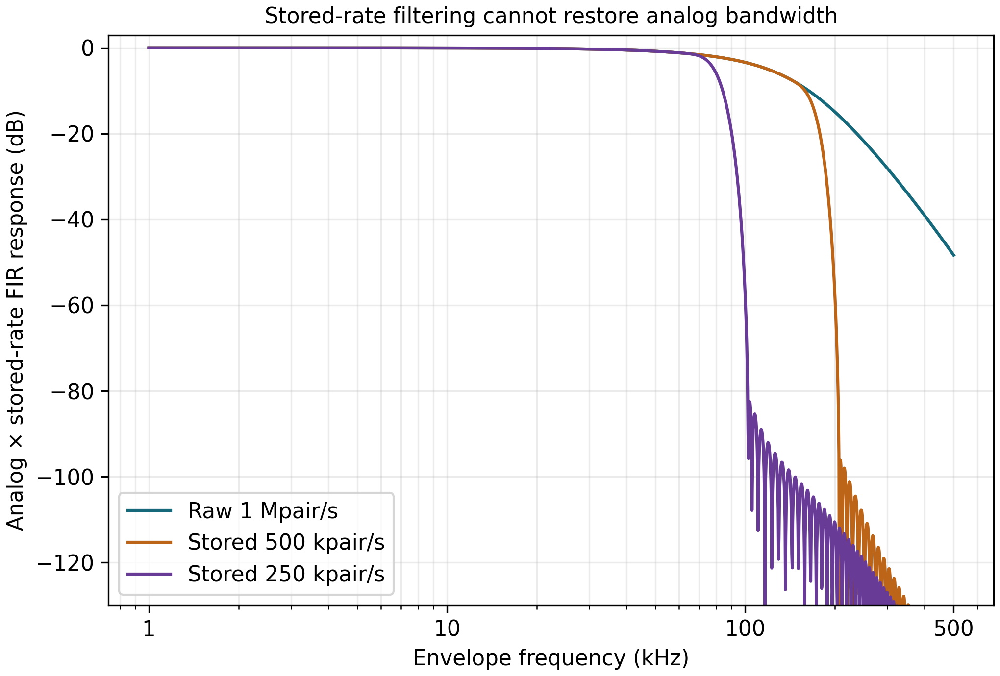 Stored-rate filtering cannot restore analog bandwidth
Analog × stored-rate FIR response (dB)
0
−20
−40
−60
−80
−100
−120
Raw 1 Mpair/s
Stored 500 kpair/s
Stored 250 kpair/s
1
10
100
500
Envelope frequency (kHz)